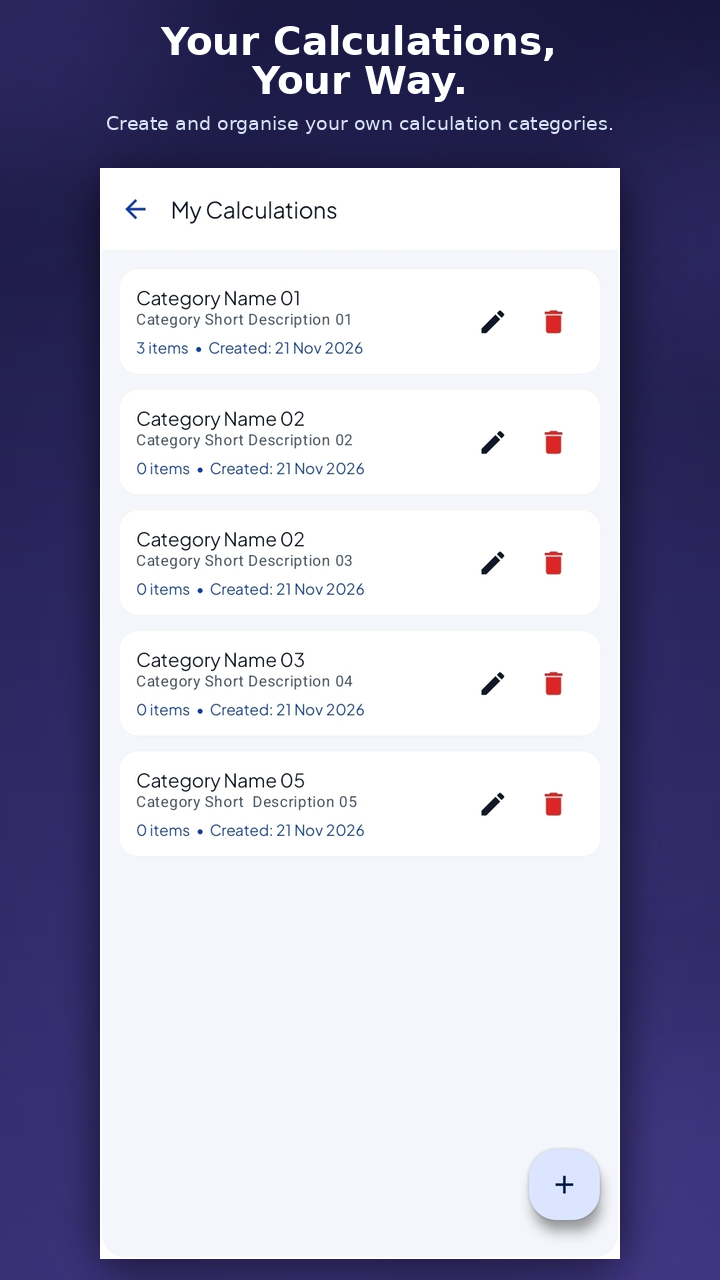 Your Calculations,
Your Way.
Create and organise your own calculation categories.
My Calculations
Category Name 01
Category Short Description 01
3 items • Created: 21 Nov 2026
Category Name 02
Category Short Description 02
0 items • Created: 21 Nov 2026
Category Name 02
Category Short Description 03
0 items • Created: 21 Nov 2026
Category Name 03
Category Short Description 04
0 items • Created: 21 Nov 2026
Category Name 05
Category Short  Description 05
0 items • Created: 21 Nov 2026